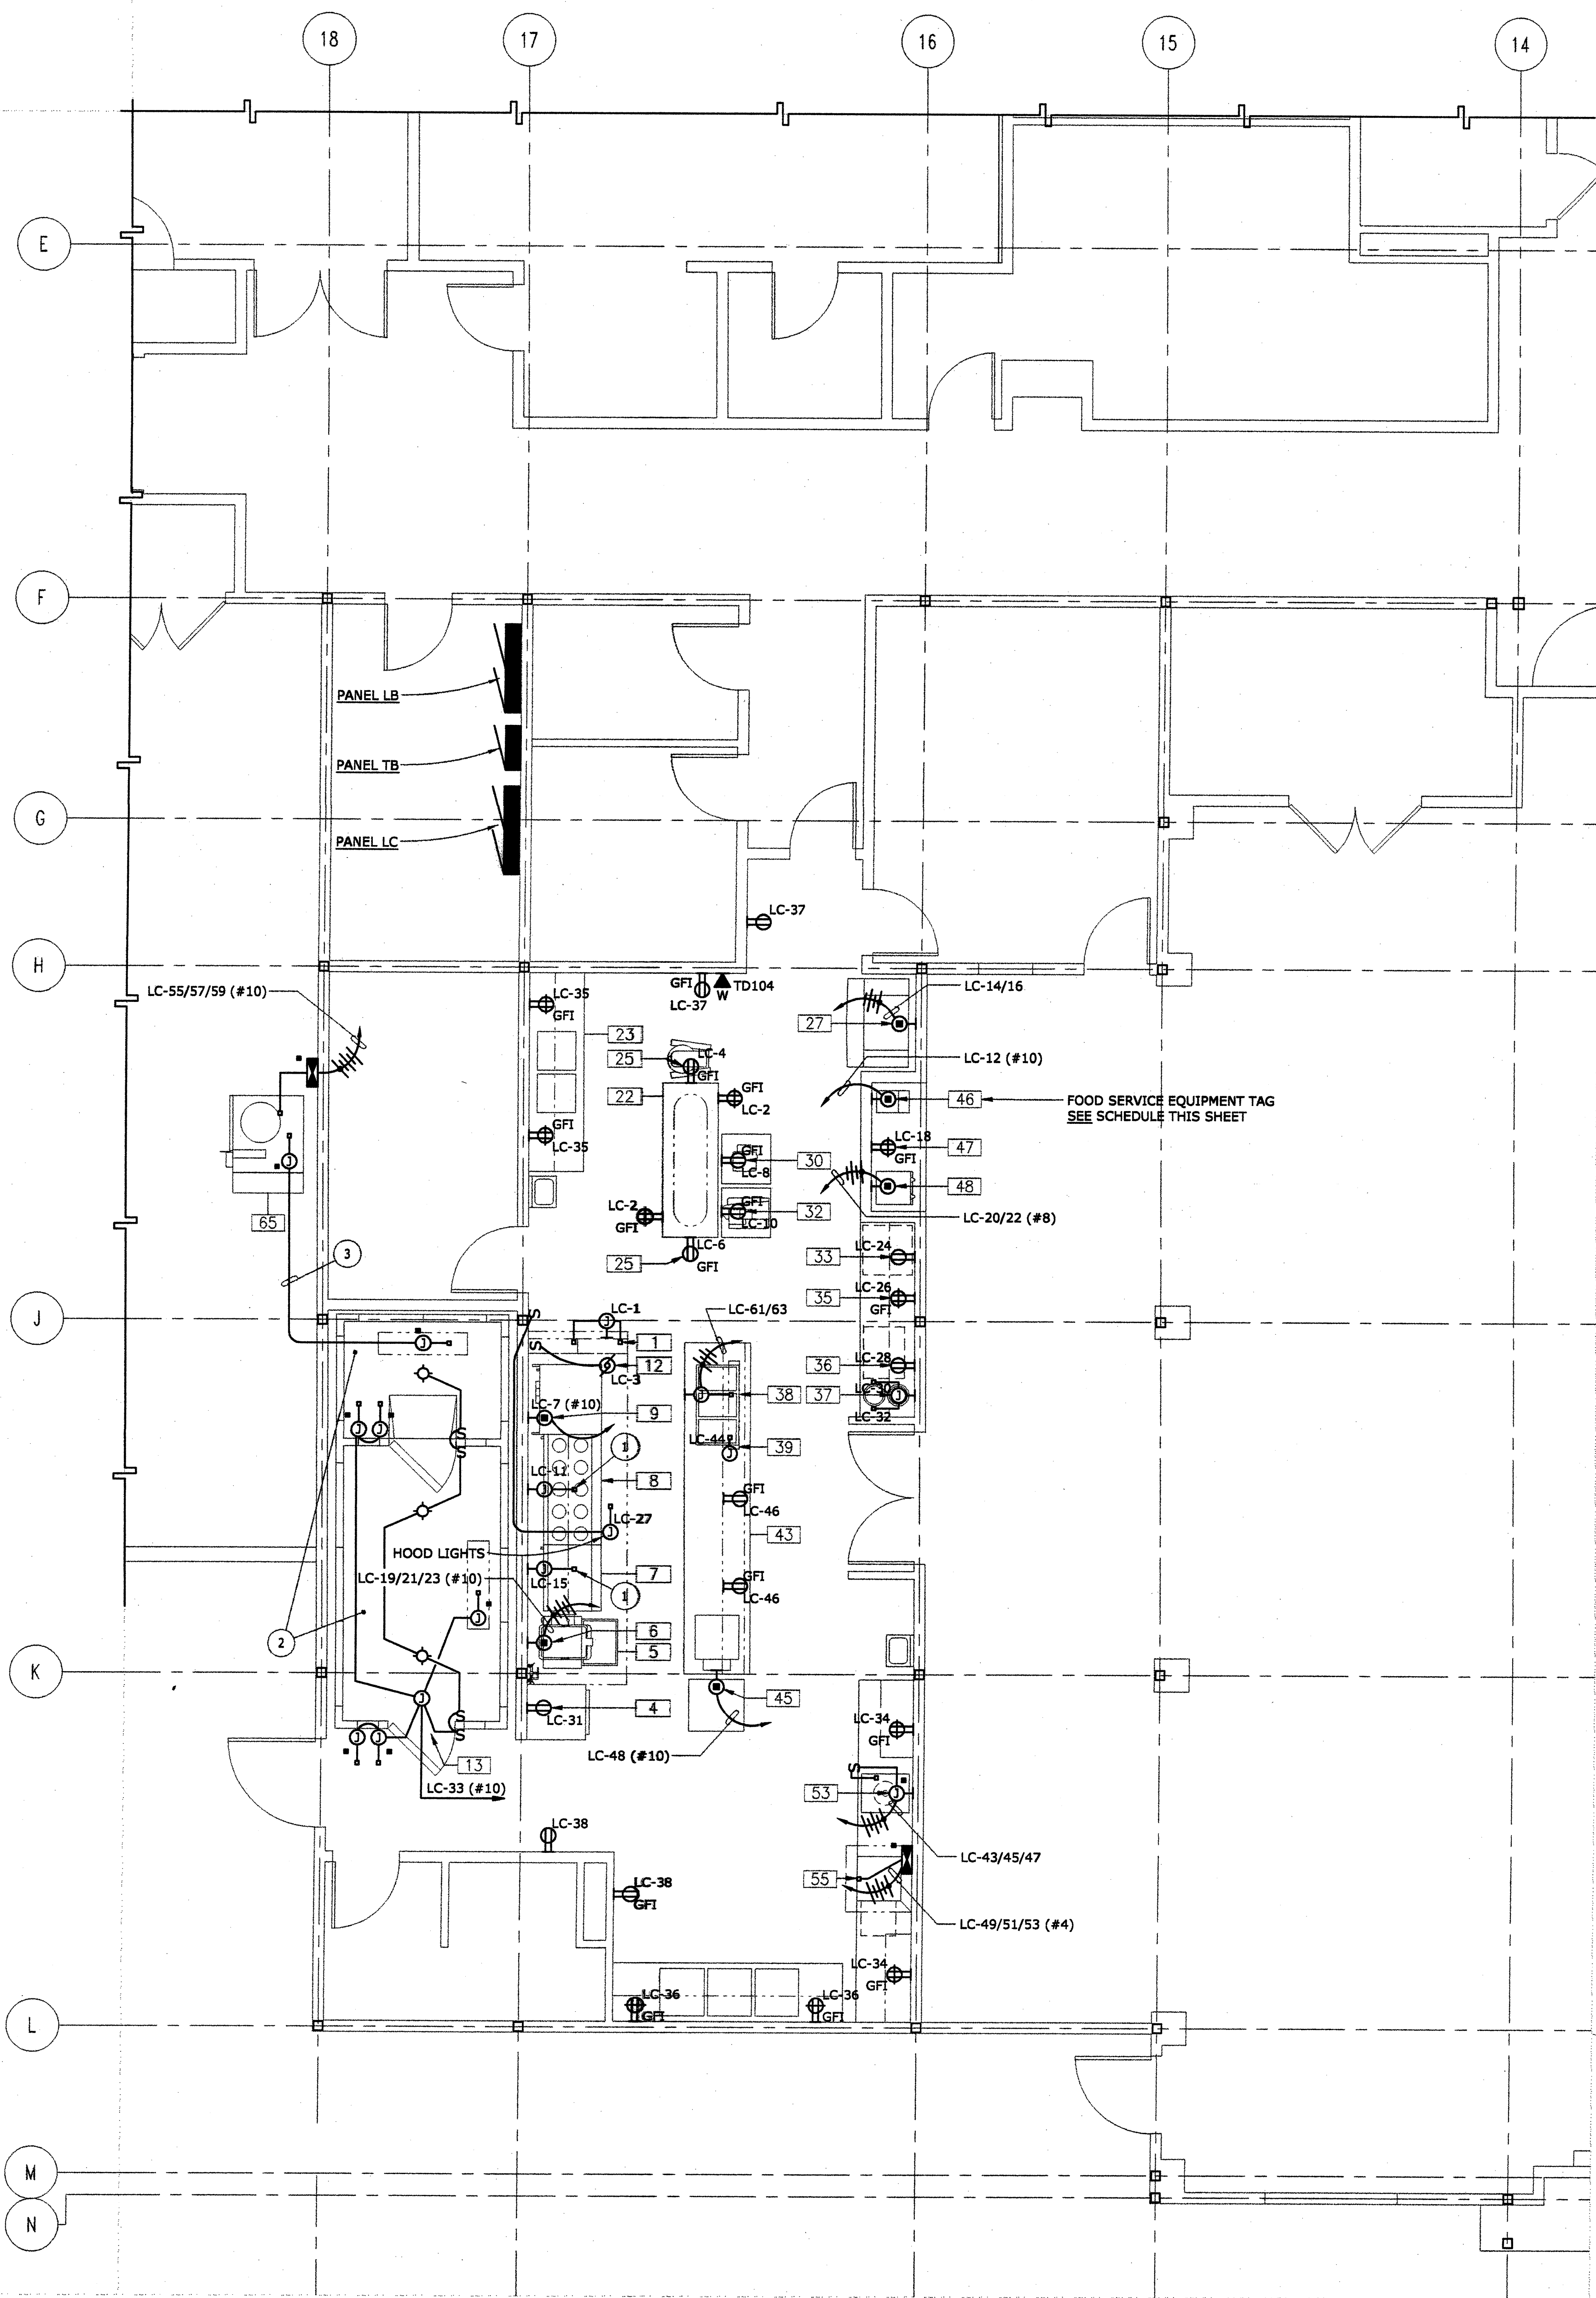 18 17 16 15 14
E
F
PANEL LB
PANEL TB
G
PANEL LC
LC-37
H
LC-55/57/59 (#10)
LC-35
GFI
GFI
LC-37
W
TD104
LC-14/16
27
23
25
LC-4
GFI
LC-12 (#10)
22
GFI
LC-2
46
FOOD SERVICE EQUIPMENT TAG
SEE SCHEDULE THIS SHEET
GFI
LC-35
LC-18
GFI
47
GFI
LC-8
30
48
65
LC-2
GFI
GFI
LC-10
32
LC-20/22 (#8)
3
LC-6
GFI
25
33
LC-24
35
LC-26
GFI
J
S
LC-1
LC-61/63
J
1
S
12
LC-3
36
LC-28
J
38
37
LC-30
LC-32
J
LC-7 (#10)
9
J
J
S
S
LC-44
J
39
1
LC-11
J
8
GFI
LC-46
LC-27
J
43
HOOD LIGHTS
LC-19/21/23 (#10)
J
LC-15
7
1
GFI
LC-46
2
J
6
5
K
J
45
4
LC-31
LC-34
GFI
S
S
J
J
13
LC-48 (#10)
LC-33 (#10)
S
53
J
LC-38
LC-43/45/47
55
LC-38
GFI
LC-49/51/53 (#4)
LC-34
GFI
LC-36
GFI
LC-36
GFI
L
M
N